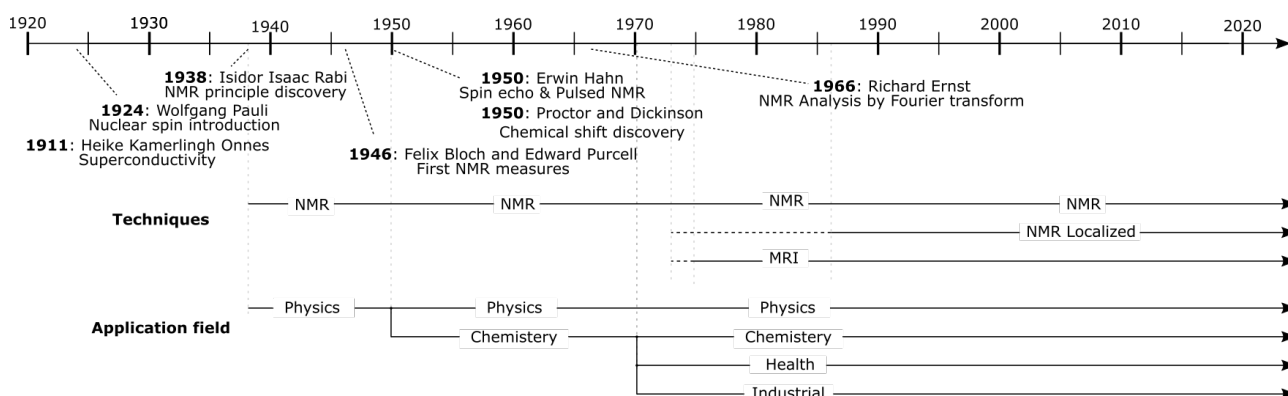 1920 1930 1940 1950 1960 1970 1980 1990 2000 2010 2020
1938: Isidor Isaac Rabi
NMR principle discovery
1924: Wolfgang Pauli
Nuclear spin introduction
1911: Heike Kamerlingh Onnes
Superconductivity
1946: Felix Bloch and Edward Purcell
First NMR measures
1950: Erwin Hahn
Spin echo & Pulsed NMR
1950: Proctor and Dickinson
Chemical shift discovery
1966: Richard Ernst
NMR Analysis by Fourier transform
Techniques
NMR NMR NMR NMR
NMR Localized
MRI
Application field
Physics Physics Physics
Chemistery Chemistery
Health
Industrial